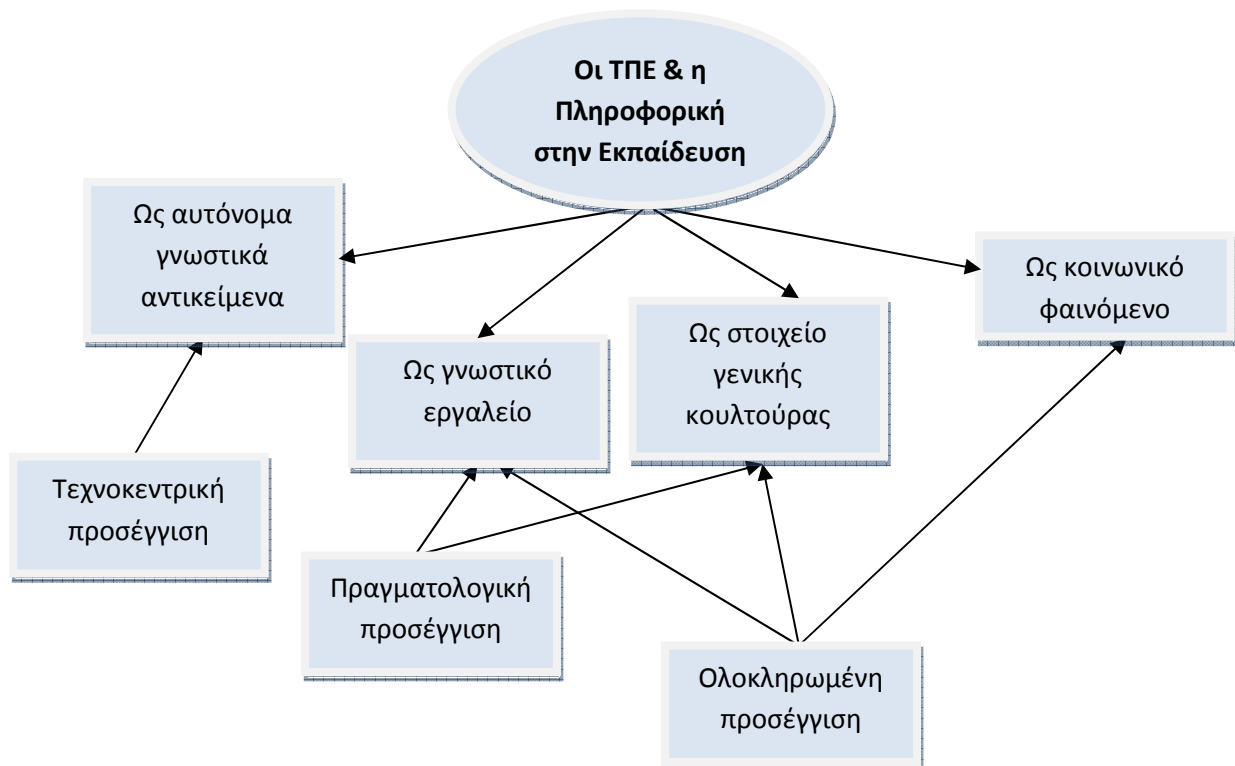 Οι ΤΠΕ & η
Πληροφορική
στην Εκπαίδευση
Ως αυτόνομα
γνωστικά
αντικείμενα
Ως γνωστικό
εργαλείο
Ως στοιχείο
γενικής
κουλτούρας
Ως κοινωνικό
φαινόμενο
Τεχνοκεντρική
προσέγγιση
Πραγματολογική
προσέγγιση
Ολοκληρωμένη
προσέγγιση